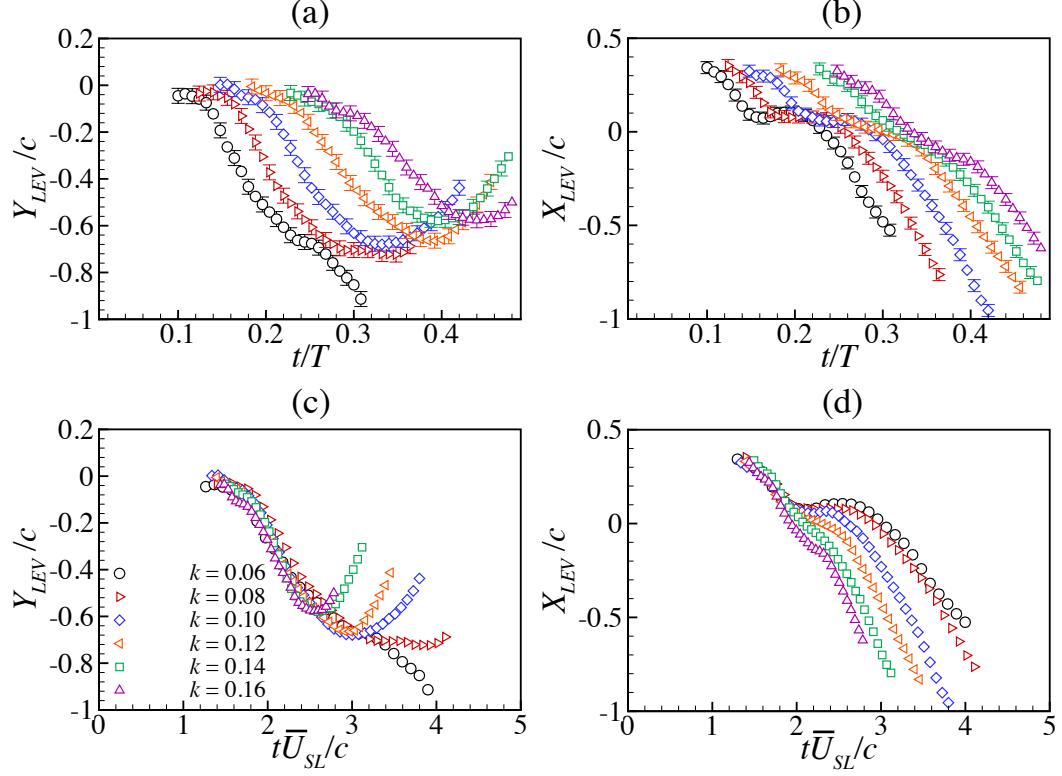 (a)
0.2
0
-0.2
-0.4
-0.6
-0.8
-1
Y_LEV/c
0.1 0.2 0.3 0.4
t/T
(b)
0.5
0
-0.5
-1
X_LEV/c
0.1 0.2 0.3 0.4
t/T
(c)
0.2
0
-0.2
-0.4
-0.6
-0.8
-1
Y_LEV/c
k = 0.06
k = 0.08
k = 0.10
k = 0.12
k = 0.14
k = 0.16
0 1 2 3 4 5
tU̅_SL/c
(d)
0.5
0
-0.5
-1
X_LEV/c
0 1 2 3 4 5
tU̅_SL/c